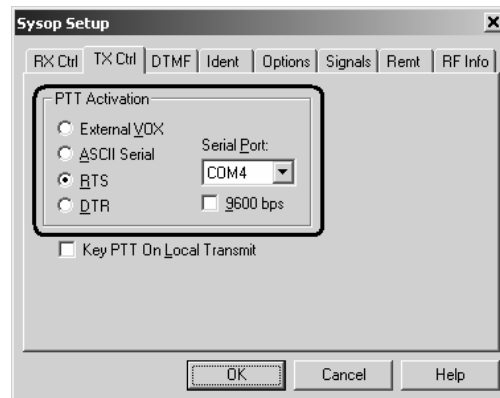 Sysop Setup
RX Ctrl TX Ctrl DTMF Ident Options Signals Remt RF Info
PTT Activation
External VOX
ASCII Serial
RTS
DTR
Serial Port:
COM4
9600 bps
Key PTT On Local Transmit
OK Cancel Help